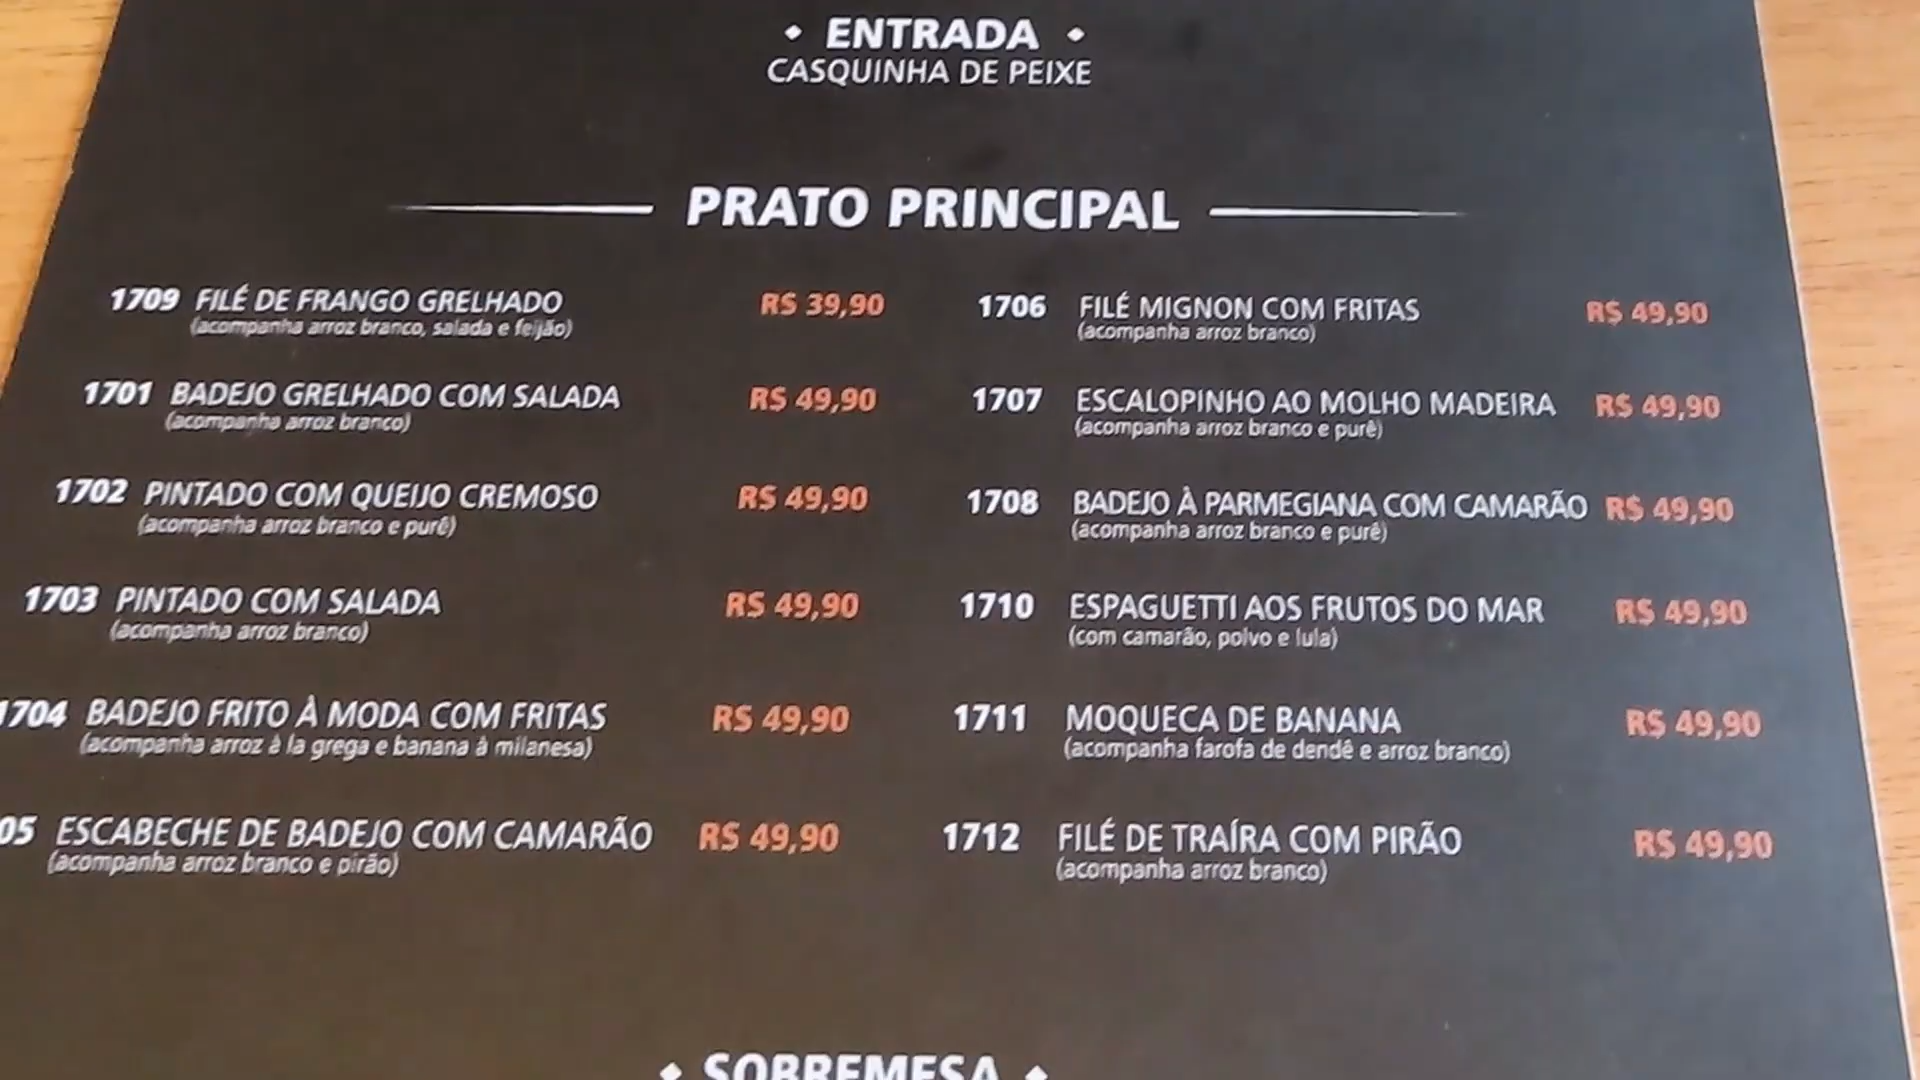 • ENTRADA •
CASQUINHA DE PEIXE
PRATO PRINCIPAL
1709 FILÉ DE FRANGO GRELHADO R$ 39,90
(acompanha arroz branco, salada e feijão)
1701 BADEJO GRELHADO COM SALADA R$ 49,90
(acompanha arroz branco)
1702 PINTADO COM QUEIJO CREMOSO R$ 49,90
(acompanha arroz branco e purê)
1703 PINTADO COM SALADA R$ 49,90
(acompanha arroz branco)
1704 BADEJO FRITO À MODA COM FRITAS R$ 49,90
(acompanha arroz à la grega e banana à milanesa)
05 ESCABECHE DE BADEJO COM CAMARÃO R$ 49,90
(acompanha arroz branco e pirão)
1706 FILÉ MIGNON COM FRITAS R$ 49,90
(acompanha arroz branco)
1707 ESCALOPINHO AO MOLHO MADEIRA R$ 49,90
(acompanha arroz branco e purê)
1708 BADEJO À PARMEGIANA COM CAMARÃO R$ 49,90
(acompanha arroz branco e purê)
1710 ESPAGUETTI AOS FRUTOS DO MAR R$ 49,90
(com camarão, polvo e lula)
1711 MOQUECA DE BANANA R$ 49,90
(acompanha farofa de dendê e arroz branco)
1712 FILÉ DE TRAÍRA COM PIRÃO R$ 49,90
(acompanha arroz branco)
• SOBREMESA •